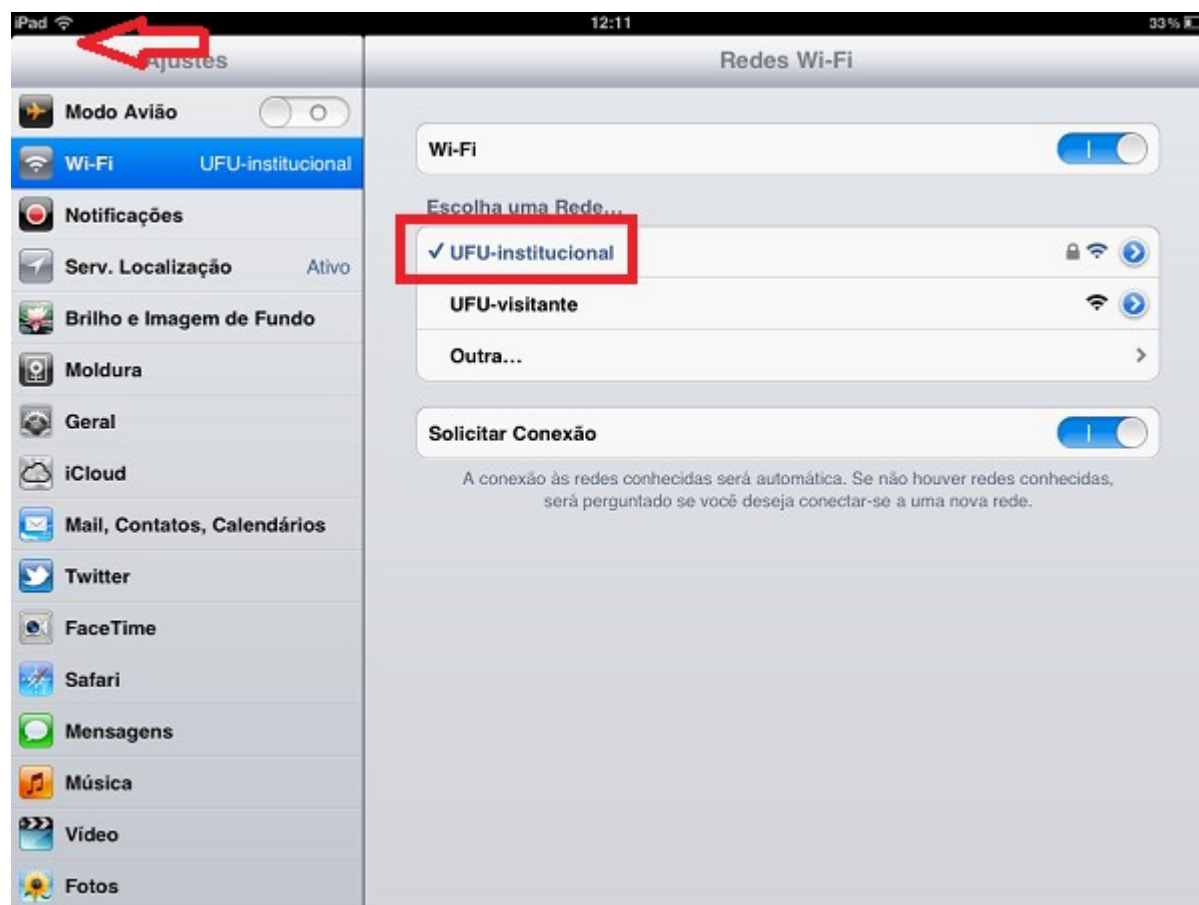 iPad 12:11 33%
Ajustes Redes Wi-Fi
Modo Avião
Wi-Fi UFU-institucional
Notificações
Serv. Localização Ativo
Brilho e Imagem de Fundo
Moldura
Geral
iCloud
Mail, Contatos, Calendários
Twitter
FaceTime
Safari
Mensagens
Música
Vídeo
Fotos
Wi-Fi
Escolha uma Rede...
UFU-institucional
UFU-visitante
Outra...
Solicitar Conexão
A conexão às redes conhecidas será automática. Se não houver redes conhecidas,
será perguntado se você deseja conectar-se a uma nova rede.